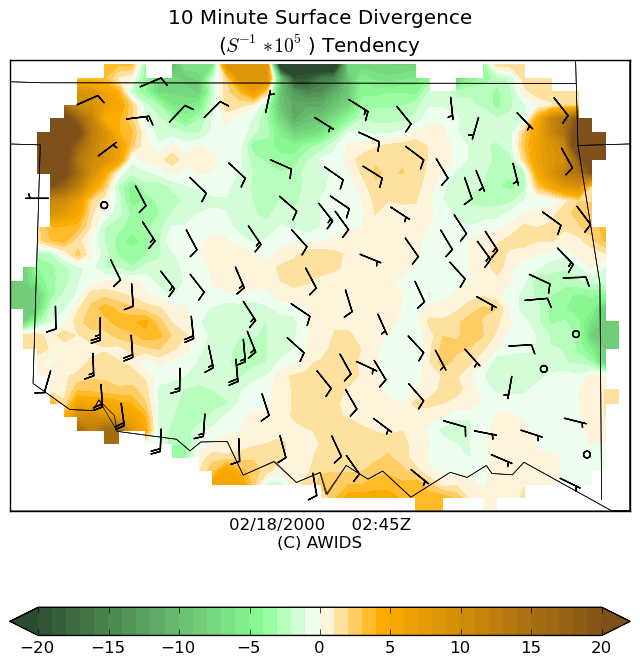 10 Minute Surface Divergence
(S⁻¹ * 10⁵ ) Tendency
02/18/2000 02:45Z
(C) AWIDS
−20 −15 −10 −5 0 5 10 15 20